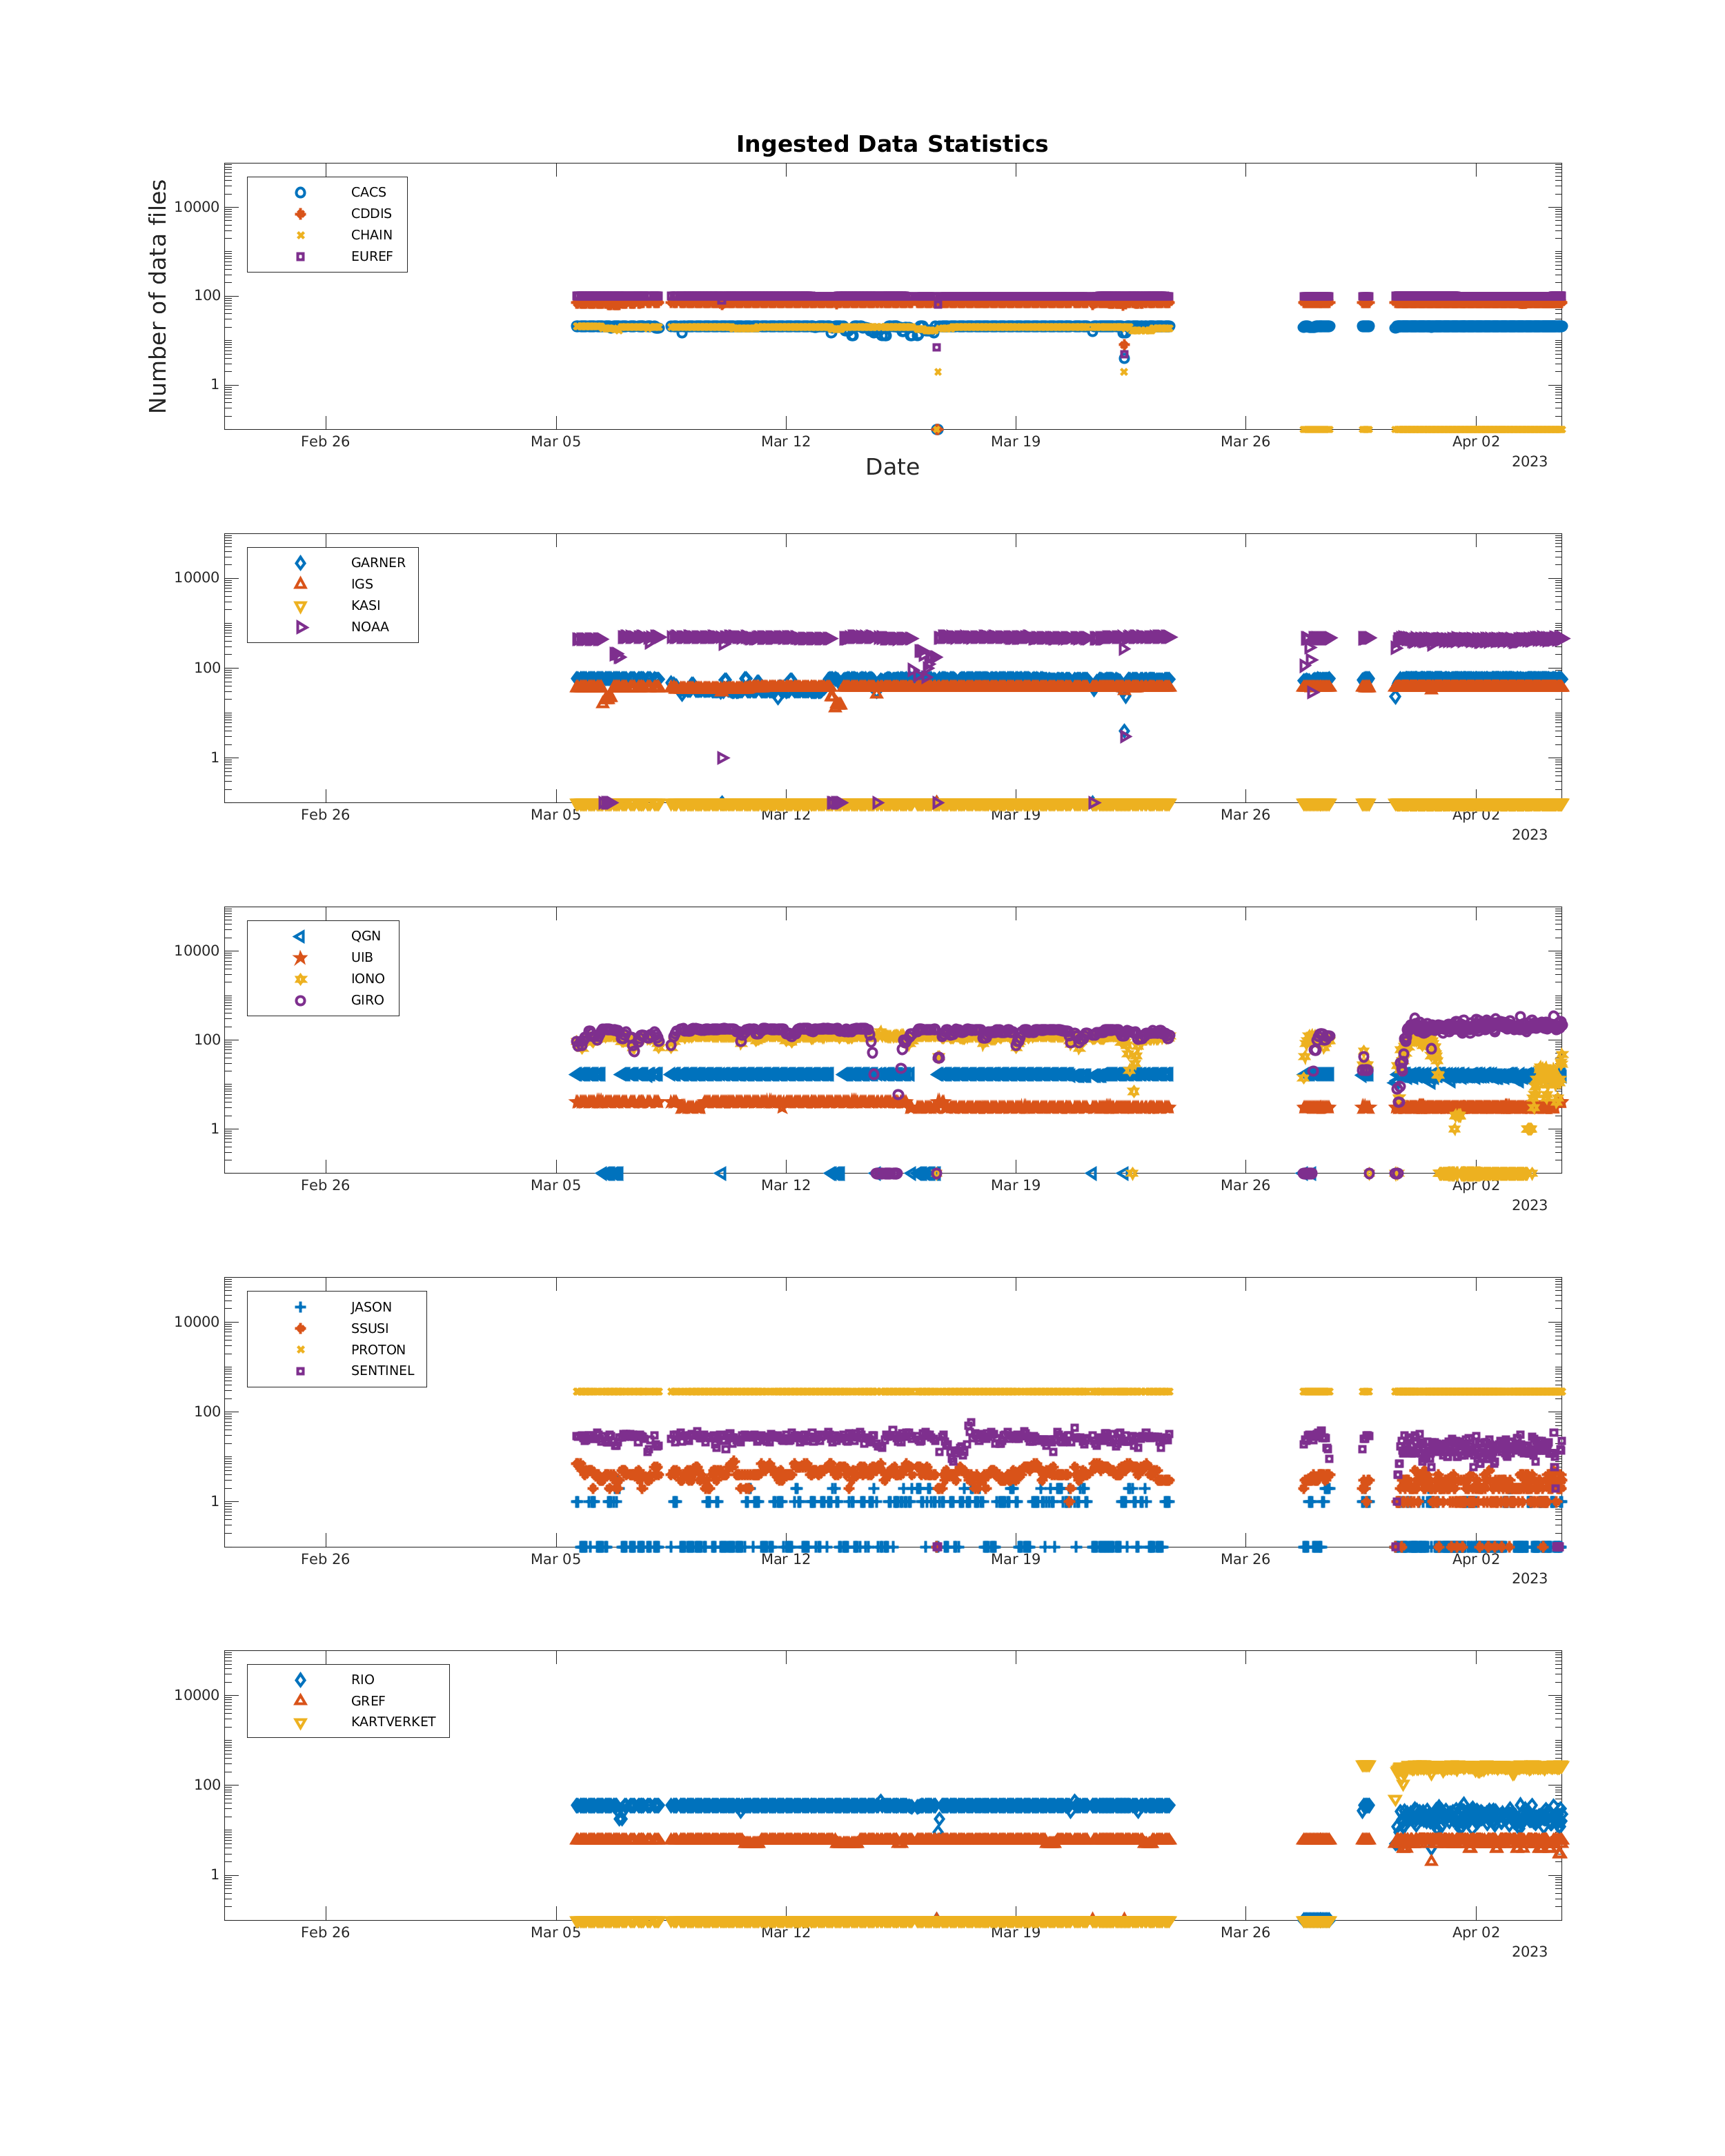 Ingested Data Statistics
Number of data files
CACS
CDDIS
CHAIN
EUREF
10000
100
1
Feb 26 Mar 05 Mar 12 Mar 19 Mar 26 Apr 02
2023
Date
GARNER
IGS
KASI
NOAA
10000
100
1
Feb 26 Mar 05 Mar 12 Mar 19 Mar 26 Apr 02
2023
QGN
UIB
IONO
GIRO
10000
100
1
Feb 26 Mar 05 Mar 12 Mar 19 Mar 26 Apr 02
2023
JASON
SSUSI
PROTON
SENTINEL
10000
100
1
Feb 26 Mar 05 Mar 12 Mar 19 Mar 26 Apr 02
2023
RIO
GREF
KARTVERKET
10000
100
1
Feb 26 Mar 05 Mar 12 Mar 19 Mar 26 Apr 02
2023